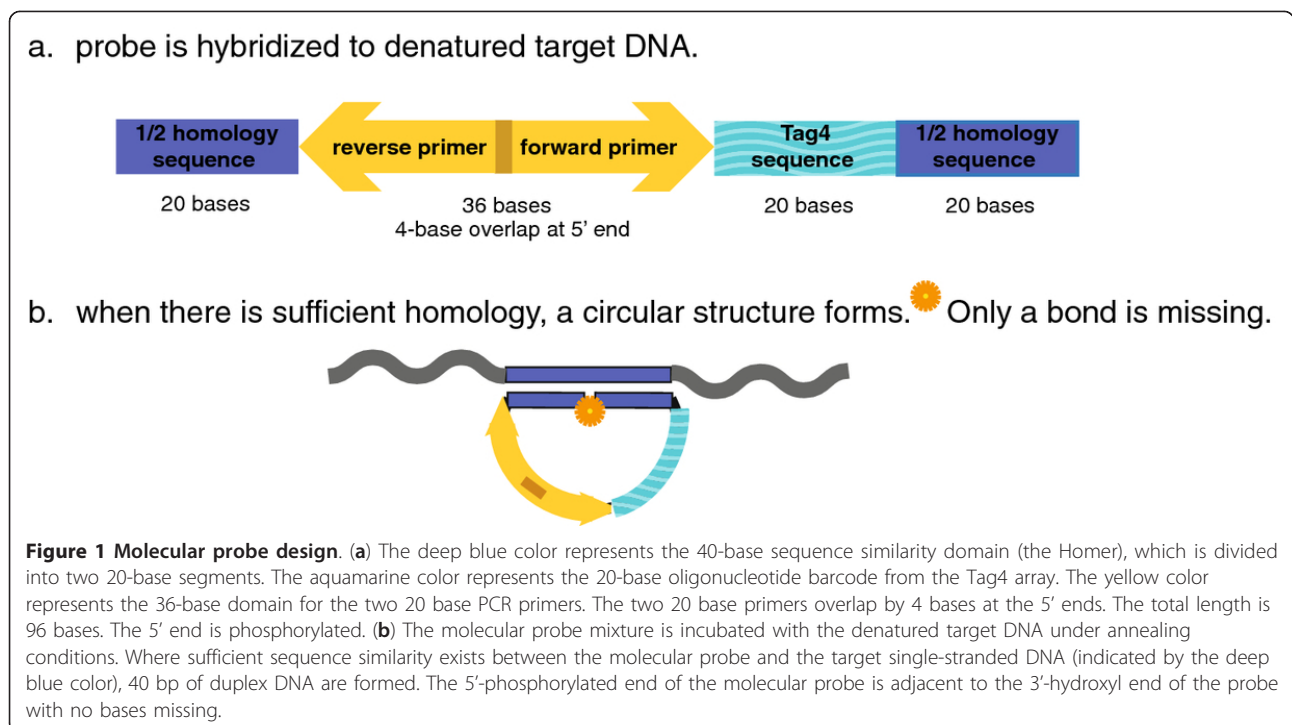 a. probe is hybridized to denatured target DNA.
1/2 homology sequence
reverse primer
forward primer
Tag4 sequence
1/2 homology sequence
20 bases
36 bases
4-base overlap at 5' end
20 bases
20 bases
b. when there is sufficient homology, a circular structure forms. Only a bond is missing.
Figure 1 Molecular probe design. (a) The deep blue color represents the 40-base sequence similarity domain (the Homer), which is divided
into two 20-base segments. The aquamarine color represents the 20-base oligonucleotide barcode from the Tag4 array. The yellow color
represents the 36-base domain for the two 20 base PCR primers. The two 20 base primers overlap by 4 bases at the 5' ends. The total length is
96 bases. The 5' end is phosphorylated. (b) The molecular probe mixture is incubated with the denatured target DNA under annealing
conditions. Where sufficient sequence similarity exists between the molecular probe and the target single-stranded DNA (indicated by the deep
blue color), 40 bp of duplex DNA are formed. The 5'-phosphorylated end of the molecular probe is adjacent to the 3'-hydroxyl end of the probe
with no bases missing.